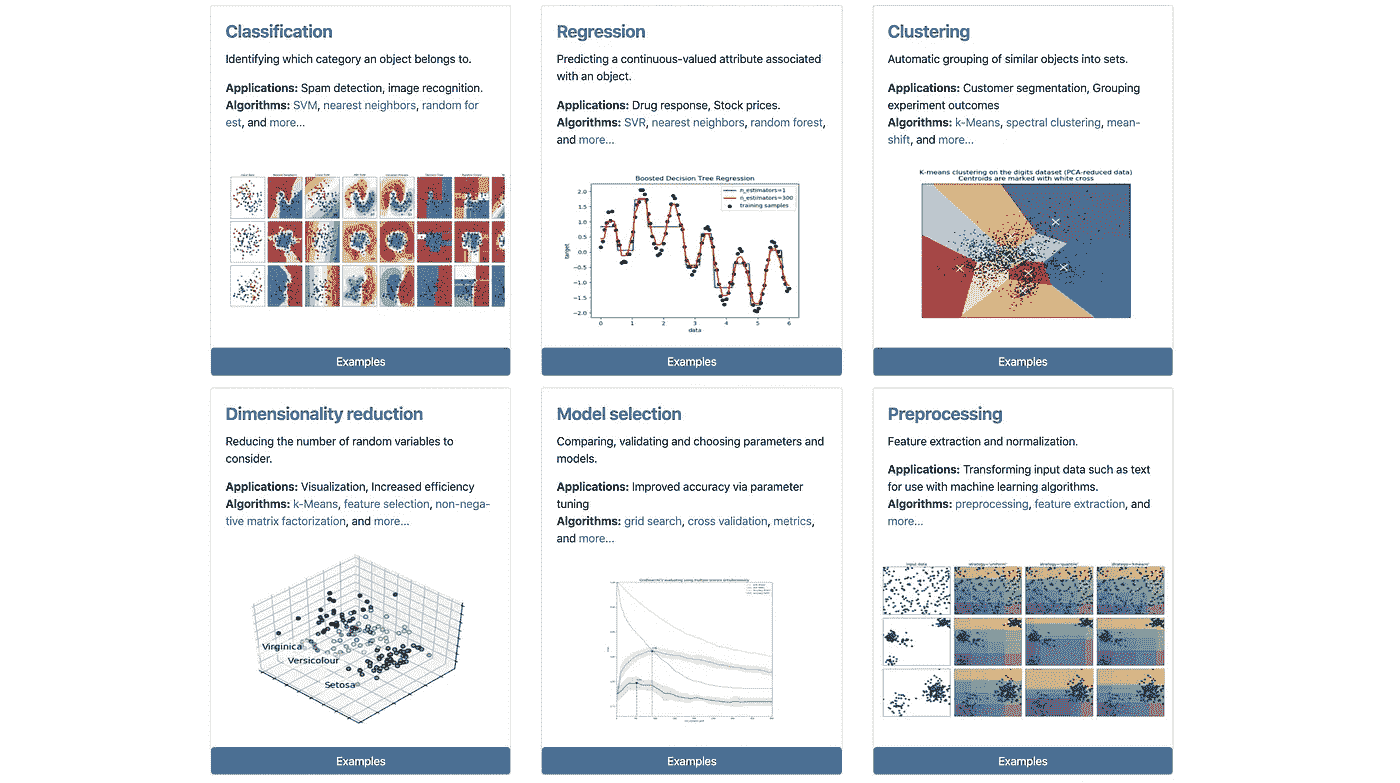 Classification
Identifying which category an object belongs to.
Applications: Spam detection, image recognition.
Algorithms: SVM, nearest neighbors, random for
est, and more...
Examples
Regression
Predicting a continuous-valued attribute associated
with an object.
Applications: Drug response, Stock prices.
Algorithms: SVR, nearest neighbors, random forest,
and more...
Boosted Decision Tree Regression
n_estimators=1
n_estimators=300
training samples
target
2.0
1.5
1.0
0.5
0.0
−0.5
−1.0
−1.5
−2.0
0 1 2 3 4 5 6
data
Examples
Clustering
Automatic grouping of similar objects into sets.
Applications: Customer segmentation, Grouping
experiment outcomes
Algorithms: k-Means, spectral clustering, mean-
shift, and more...
K-means clustering on the digits dataset (PCA-reduced data)
Centroids are marked with white cross
Examples
Dimensionality reduction
Reducing the number of random variables to
consider.
Applications: Visualization, Increased efficiency
Algorithms: k-Means, feature selection, non-nega-
tive matrix factorization, and more...
Virginica
Versicolour
Setosa
Examples
Model selection
Comparing, validating and choosing parameters and
models.
Applications: Improved accuracy via parameter
tuning
Algorithms: grid search, cross validation, metrics,
and more...
Examples
Preprocessing
Feature extraction and normalization.
Applications: Transforming input data such as text
for use with machine learning algorithms.
Algorithms: preprocessing, feature extraction, and
more...
Examples